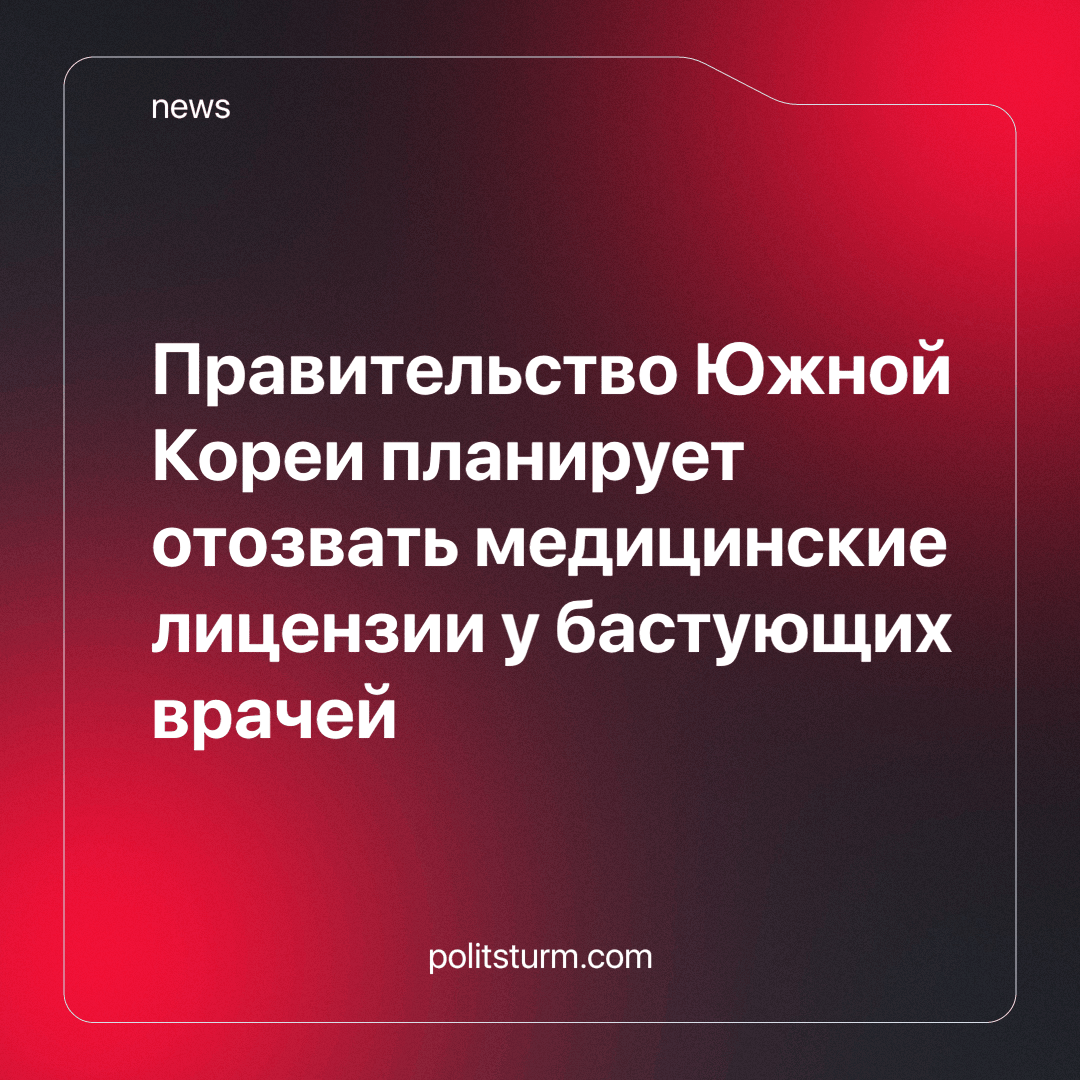 news
Правительство Южной
Кореи планирует
отозвать медицинские
лицензии у бастующих
врачей
politsturm.com